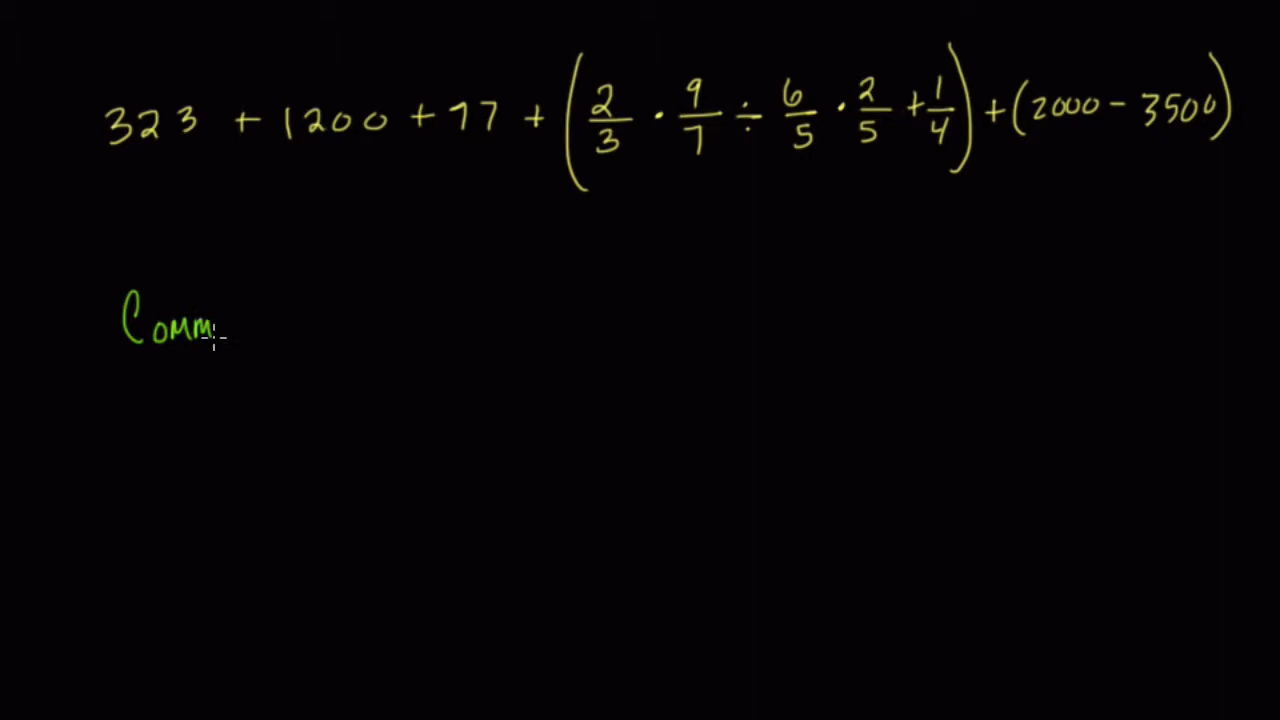 323 + 1200 + 77 + (2/3 · 9/7 ÷ 6/5 · 2/5 + 1/4) + (2000 - 3500)
Comm